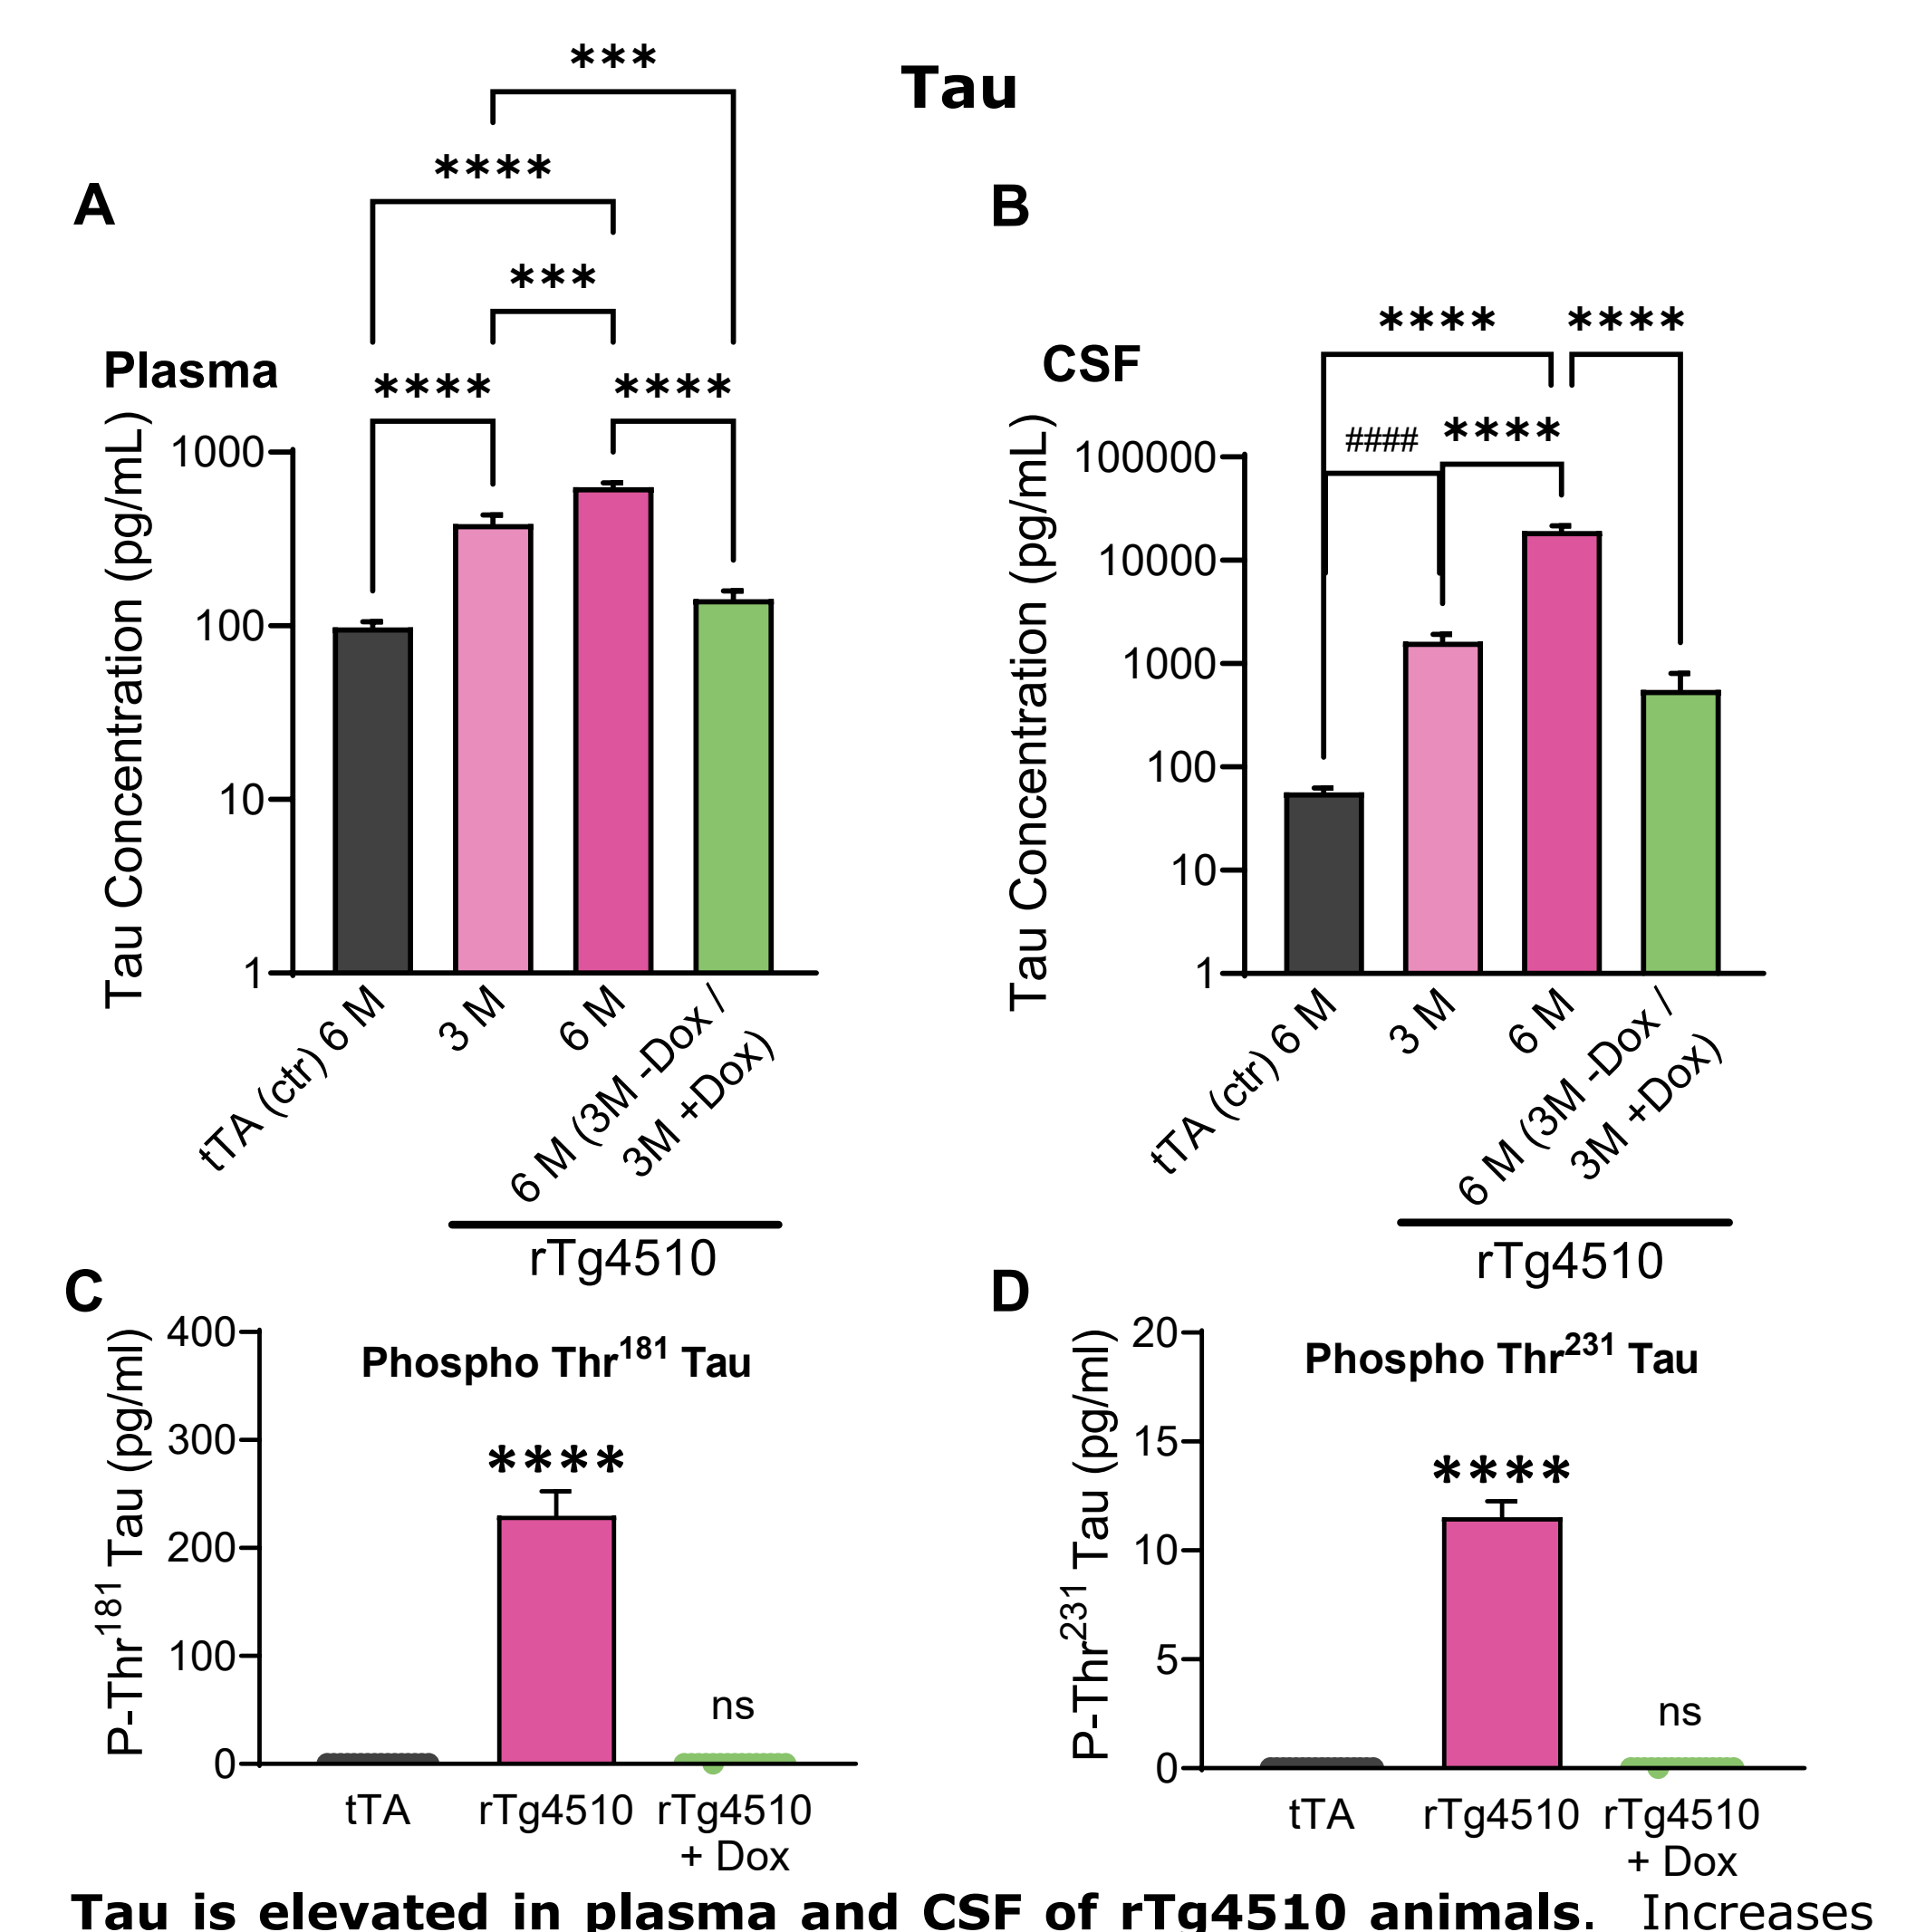 Tau
A
***
****
***
Plasma
****
****
Tau Concentration (pg/mL)
1000
100
10
1
tTA (ctr) 6 M
3 M
6 M
6 M (3M -Dox /
3M +Dox)
rTg4510
B
****
****
CSF
####
****
Tau Concentration (pg/mL)
100000
10000
1000
100
10
1
tTA (ctr) 6 M
3 M
6 M
6 M (3M -Dox /
3M +Dox)
rTg4510
C
Phospho Thr181 Tau
P-Thr181 Tau (pg/ml)
400
300
200
100
0
****
ns
tTA
rTg4510
rTg4510
+ Dox
D
Phospho Thr231 Tau
P-Thr231 Tau (pg/ml)
20
15
10
5
0
****
ns
tTA
rTg4510
rTg4510
+ Dox
Tau is elevated in plasma and CSF of rTg4510 animals. Increases